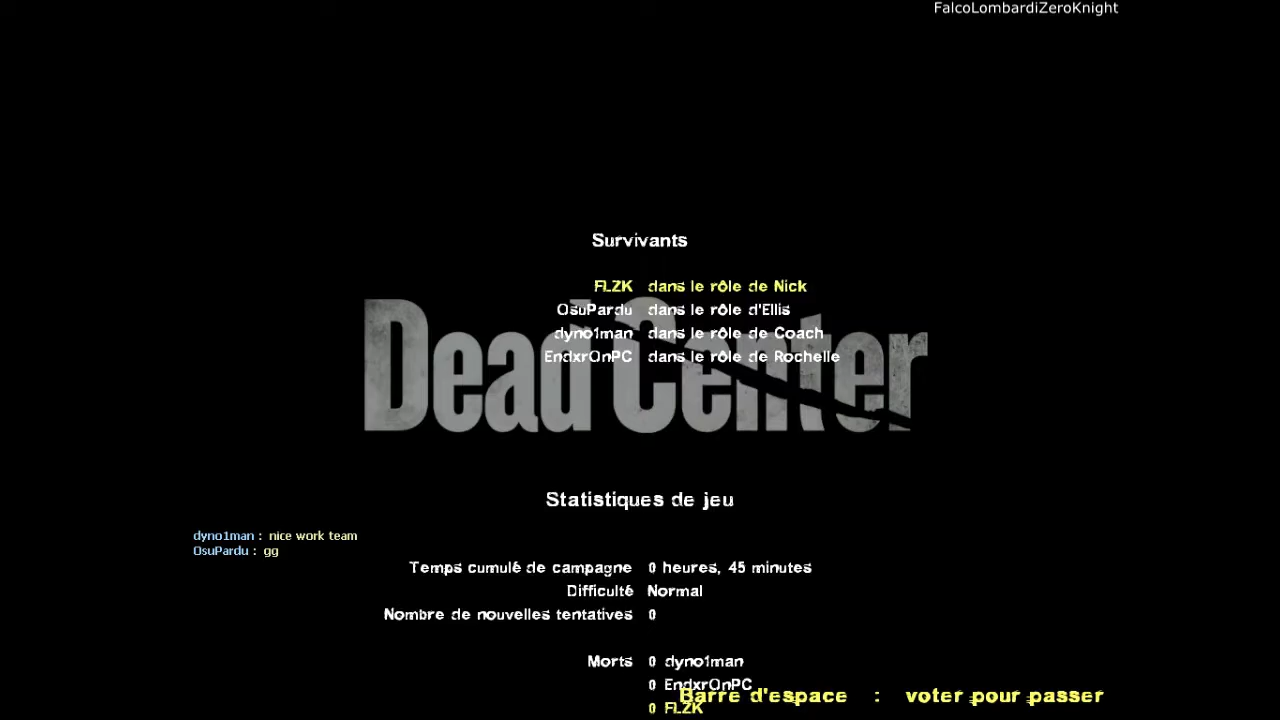 FalcoLombardiZeroKnight
Survivants
FLZK dans le rôle de Nick
OsuPardu dans le rôle d'Ellis
dyno1man dans le rôle de Coach
EndxrOnPC dans le rôle de Rochelle
Dead Center
Statistiques de jeu
dyno1man : nice work team
OsuPardu : gg
Temps cumulé de campagne 0 heures, 45 minutes
Difficulté Normal
Nombre de nouvelles tentatives 0
Morts 0 dyno1man
0 EndxrOnPC
Barre d'espace : voter pour passer
0 FLZK